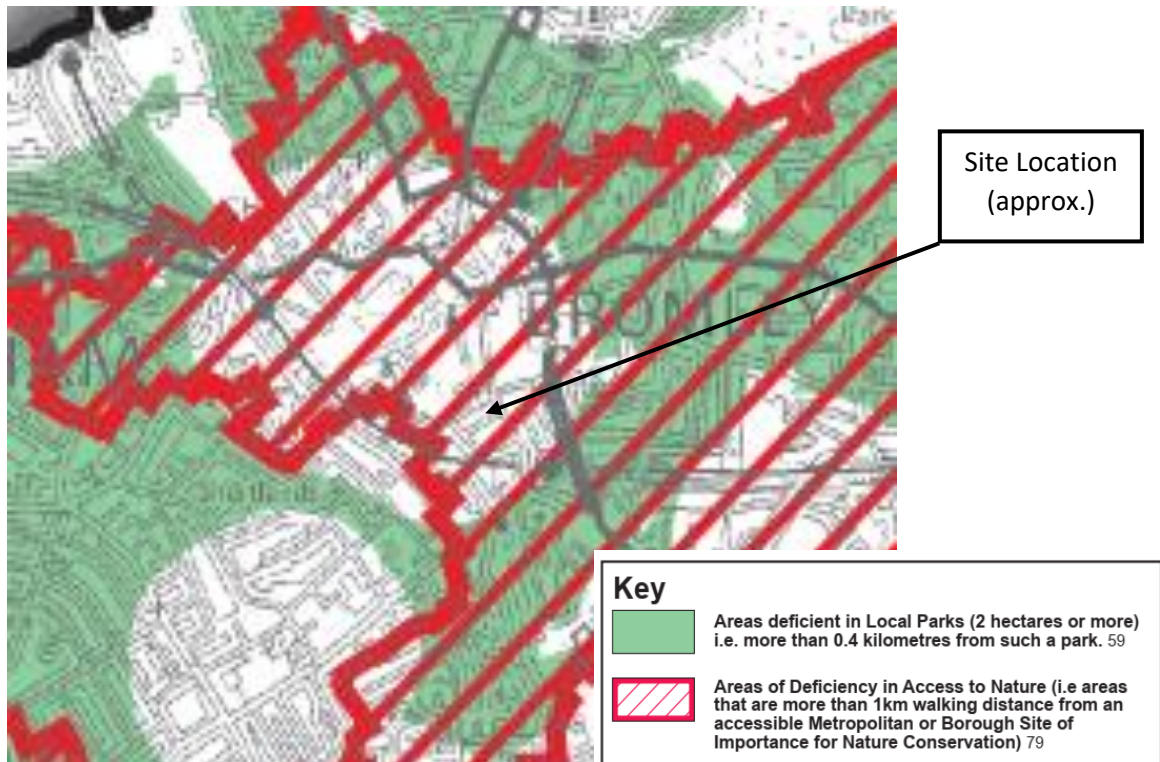 Park
Site Location
(approx.)
BROMLEY
Shortlands
Key
Areas deficient in Local Parks (2 hectares or more)
i.e. more than 0.4 kilometres from such a park. 59
Areas of Deficiency in Access to Nature (i.e areas
that are more than 1km walking distance from an
accessible Metropolitan or Borough Site of
Importance for Nature Conservation) 79